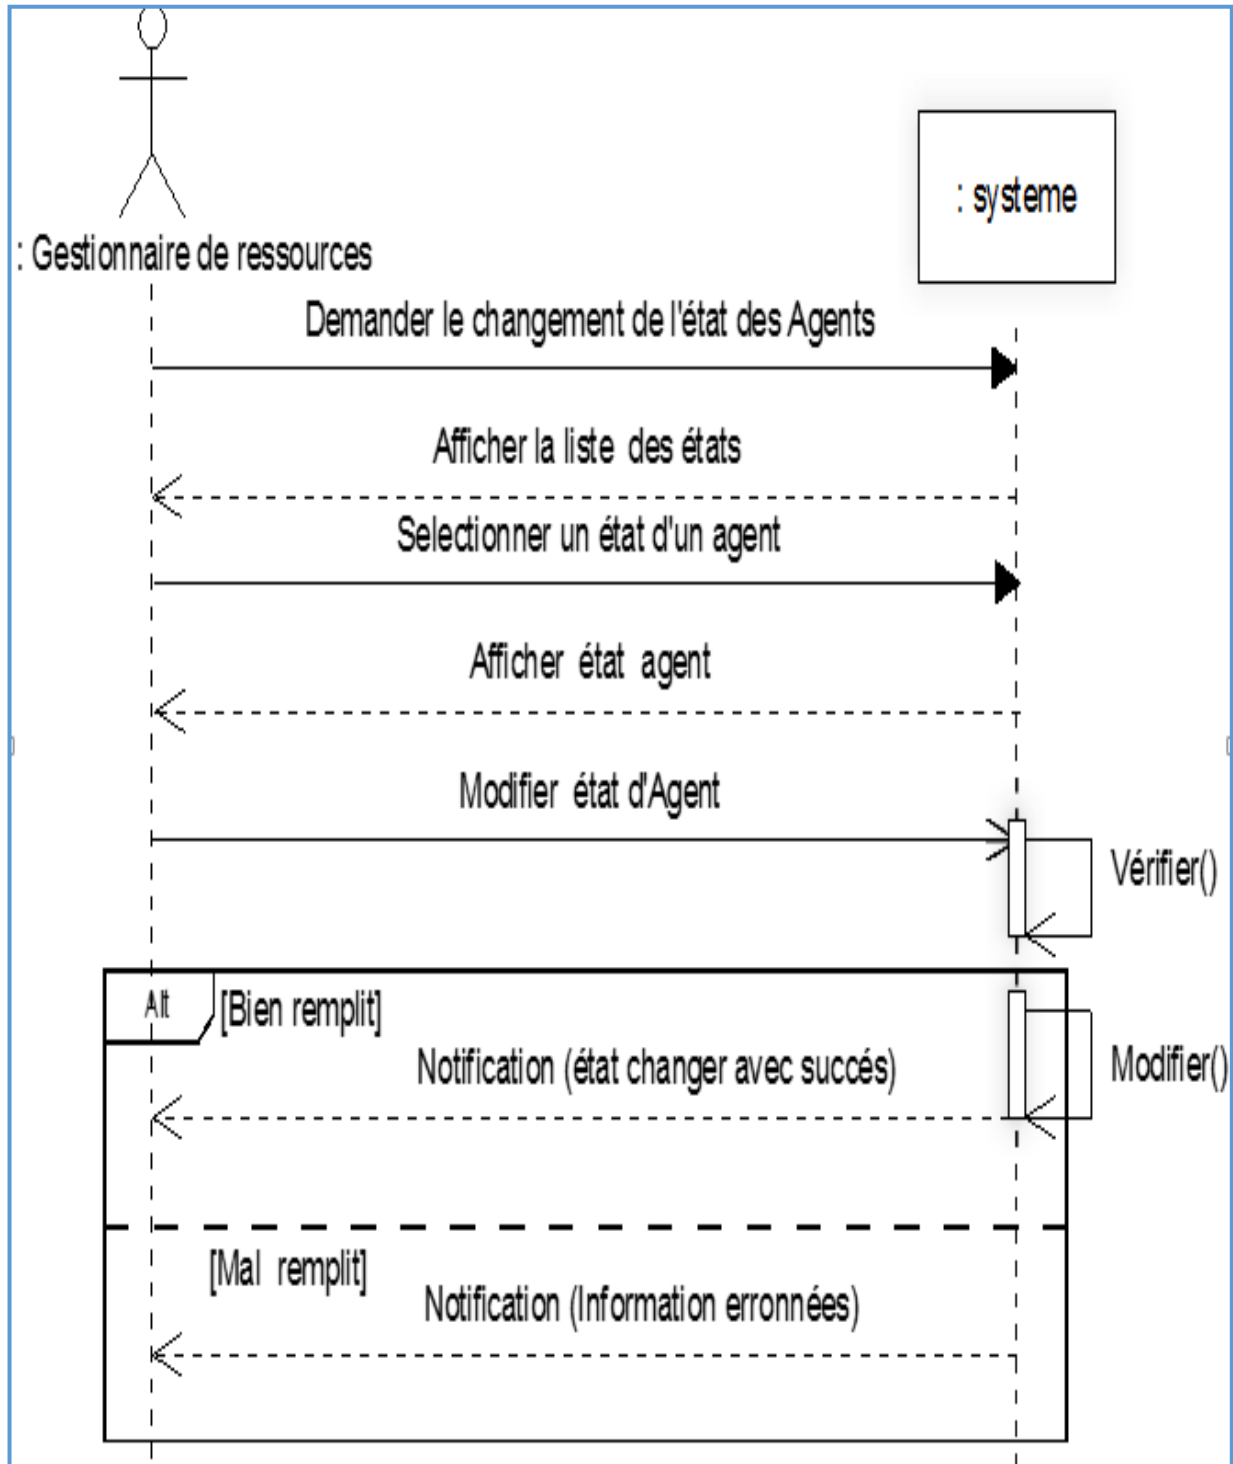 : Gestionnaire de ressources
: systeme
Demander le changement de l'état des Agents
Afficher la liste des états
Selectionner un état d'un agent
Afficher état agent
Modifier état d'Agent
Vérifier()
Alt
[Bien remplit]
Notification (état changer avec succés)
Modifier()
[Mal remplit]
Notification (Information erronnées)